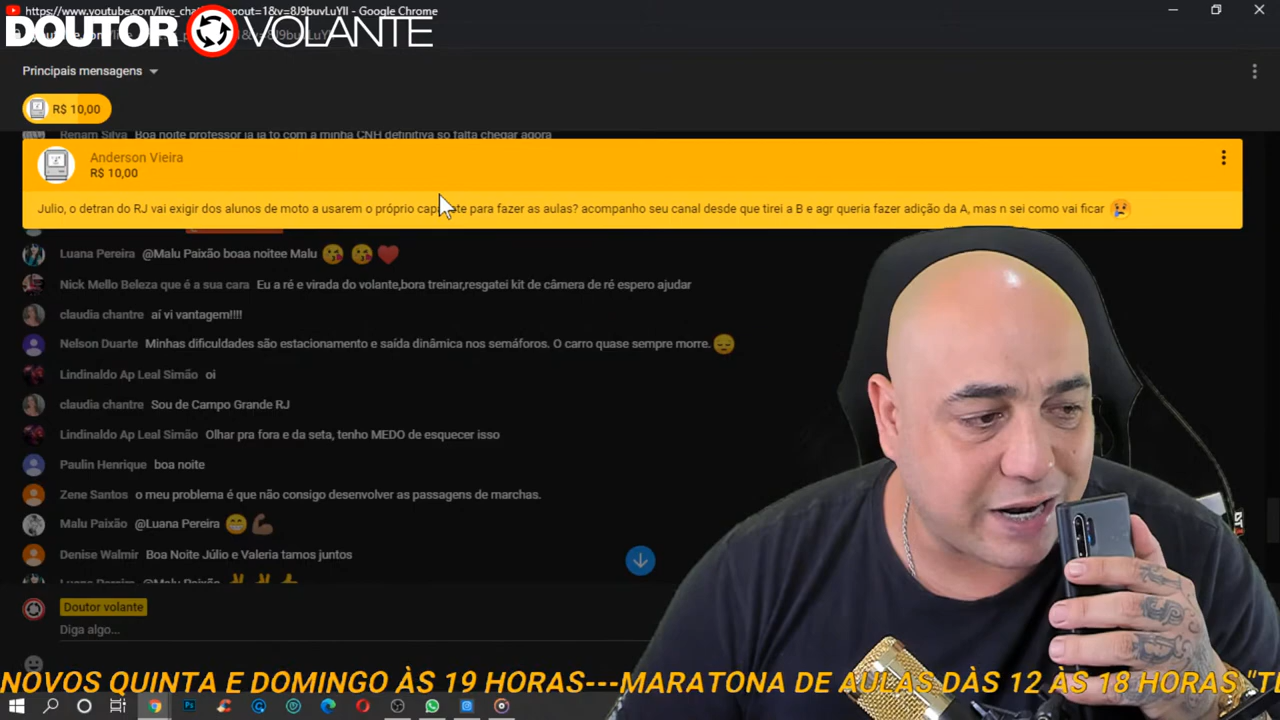 https://www.youtube.com/live_chat?is_popout=1&v=8J9buvLuYlI - Google Chrome
DOUTOR VOLANTE
Principais mensagens
R$ 10,00
Renam Silva Boa noite professor ja ja to com a minha CNH definitiva so falta chegar agora
Anderson Vieira
R$ 10,00
Julio, o detran do RJ vai exigir dos alunos de moto a usarem o próprio para fazer as aulas? acompanho seu canal desde que tirei a B e agr queria fazer adição da A, mas n sei como vai ficar 😢
Luana Pereira @Malu Paixão boaa noitee Malu 😘 😘 ❤️
Nick Mello Beleza que é a sua cara Eu a ré e virada do volante,bora treinar,resgatei kit de câmera de ré espero ajudar
claudia chantre aí vi vantagem!!!!
Nelson Duarte Minhas dificuldades são estacionamento e saída dinâmica nos semáforos. O carro quase sempre morre. 😔
Lindinaldo Ap Leal Simão oi
claudia chantre Sou de Campo Grande RJ
Lindinaldo Ap Leal Simão Olhar pra fora e da seta, tenho MEDO de esquecer isso
Paulin Henrique boa noite
Zene Santos o meu problema é que não consigo desenvolver as passagens de marchas.
Malu Paixão @Luana Pereira 😁 💪🏽
Denise Walmir Boa Noite Júlio e Valeria tamos juntos
Luana Pereira @Malu Paixão
Doutor volante
Diga algo...
NOVOS QUINTA E DOMINGO ÀS 19 HORAS---MARATONA DE AULAS DÀS 12 ÀS 18 HORAS